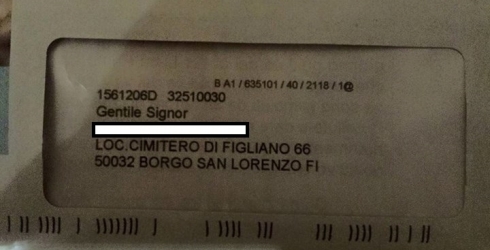 B A1 / 635101 / 40 / 2118 / 1@
1561206D 32510030
Gentile Signor
LOC.CIMITERO DI FIGLIANO 66
50032 BORGO SAN LORENZO FI